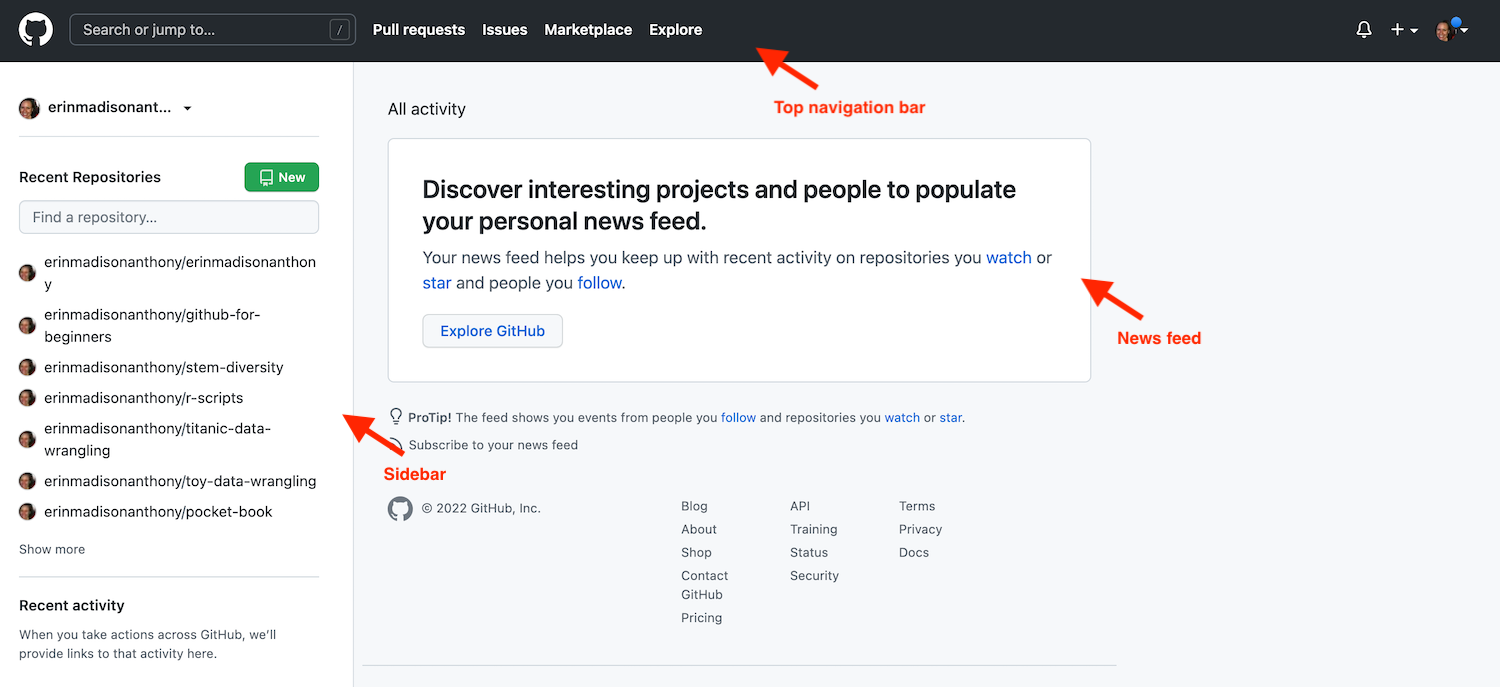 Search or jump to... /
Pull requests
Issues
Marketplace
Explore
Top navigation bar
erinmadisonant...
Recent Repositories
New
Find a repository...
erinmadisonanthony/erinmadisonanthon
y
erinmadisonanthony/github-for-
beginners
erinmadisonanthony/stem-diversity
erinmadisonanthony/r-scripts
erinmadisonanthony/titanic-data-
wrangling
erinmadisonanthony/toy-data-wrangling
erinmadisonanthony/pocket-book
Show more
Recent activity
When you take actions across GitHub, we'll
provide links to that activity here.
Sidebar
All activity
Discover interesting projects and people to populate
your personal news feed.
Your news feed helps you keep up with recent activity on repositories you watch or
star and people you follow.
Explore GitHub
News feed
ProTip! The feed shows you events from people you follow and repositories you watch or star.
Subscribe to your news feed
© 2022 GitHub, Inc.
Blog
About
Shop
Contact
GitHub
Pricing
API
Training
Status
Security
Terms
Privacy
Docs